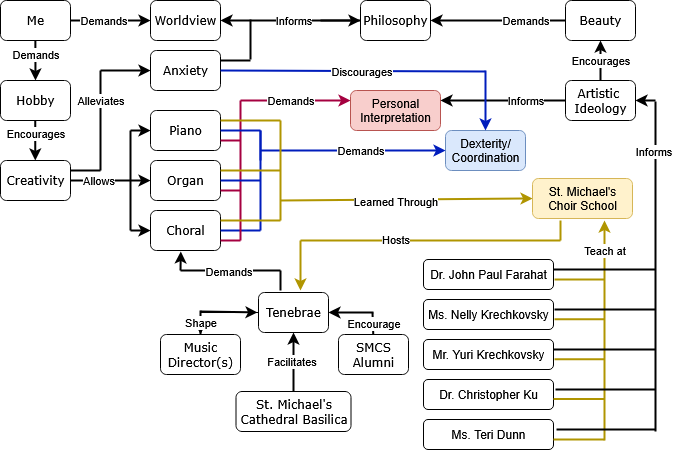 Me
Demands
Worldview
Informs
Philosophy
Demands
Beauty
Demands
Anxiety
Encourages
Discourages
Hobby
Alleviates
Demands
Personal
Interpretation
Informs
Artistic
Ideology
Encourages
Piano
Dexterity/
Coordination
Demands
Informs
Creativity
Allows
Organ
Learned Through
St. Michael's
Choir School
Choral
Hosts
Teach at
Demands
Dr. John Paul Farahat
Tenebrae
Ms. Nelly Krechkovsky
Shape
Encourage
Music
Director(s)
Facilitates
SMCS
Alumni
Mr. Yuri Krechkovsky
Dr. Christopher Ku
St. Michael's
Cathedral Basilica
Ms. Teri Dunn